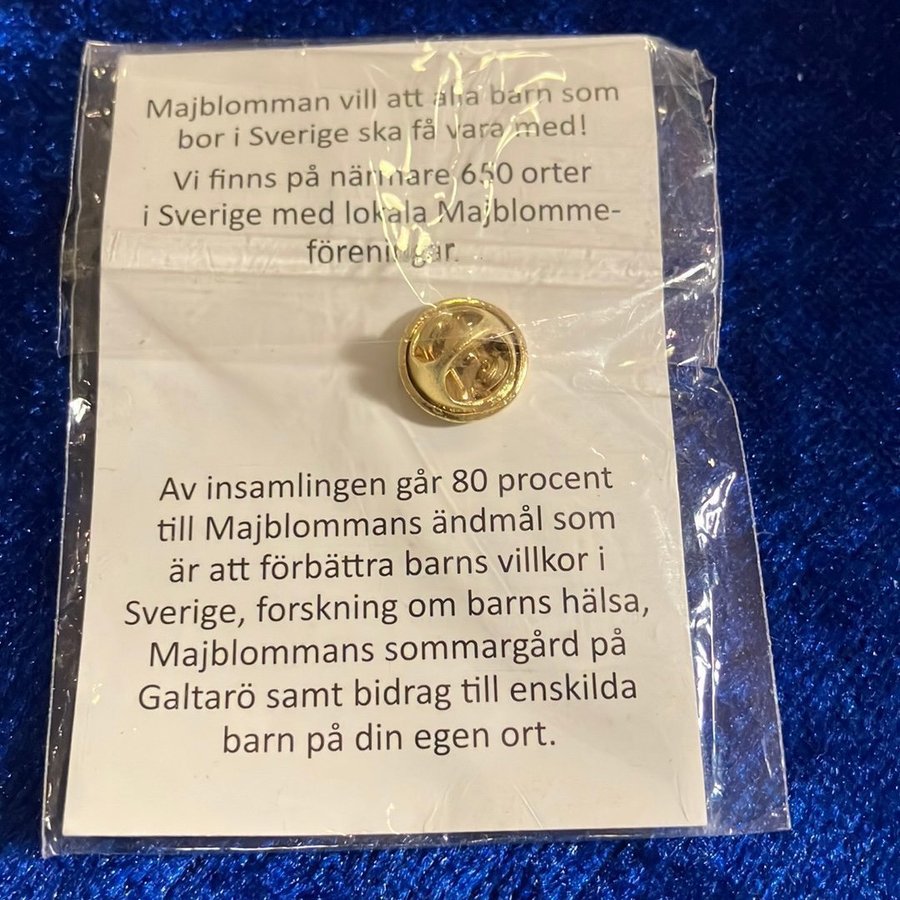 Majblomman vill att alla barn som
bor i Sverige ska få vara med!
Vi finns på närmare 650 orter
i Sverige med lokala Majblomme-
föreningar.
Av insamlingen går 80 procent
till Majblommans ändmål som
är att förbättra barns villkor i
Sverige, forskning om barns hälsa,
Majblommans sommargård på
Galtarö samt bidrag till enskilda
barn på din egen ort.